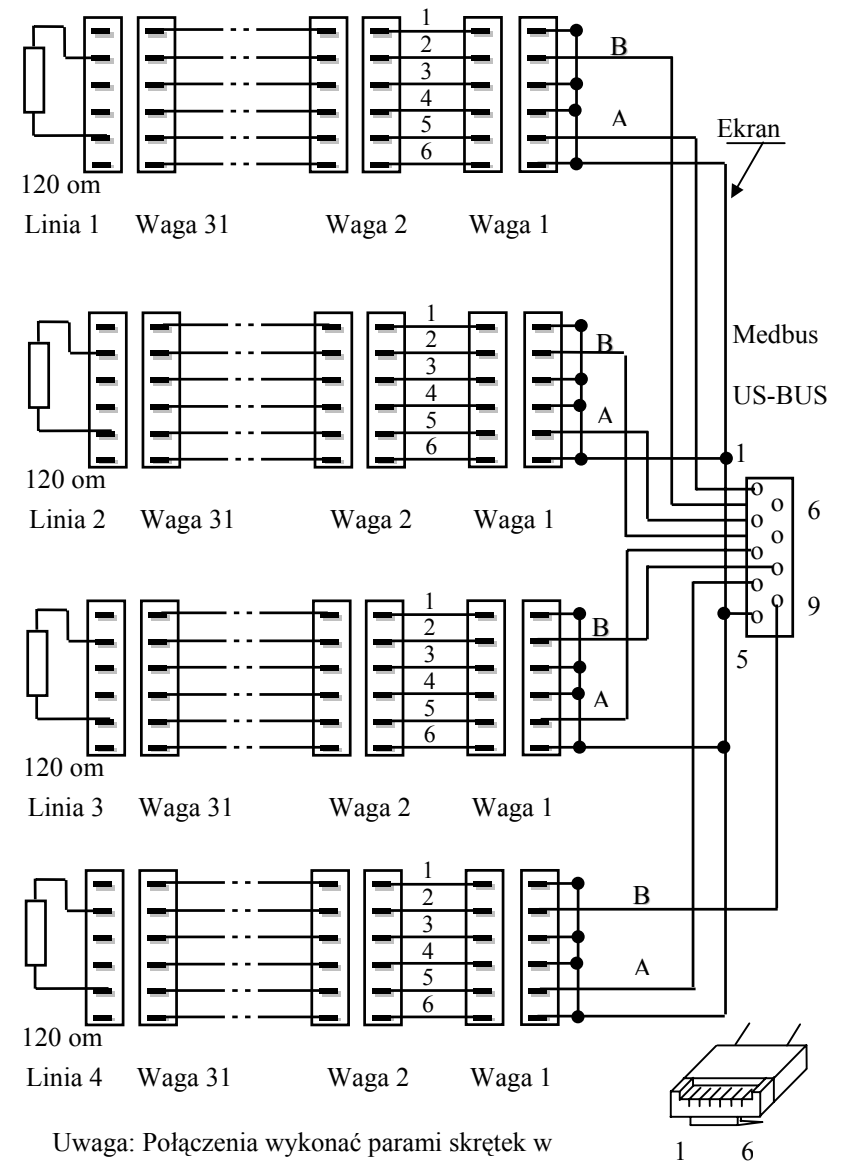 1
2
3
4
5
6
B
A
Ekran
120 om
Linia 1 Waga 31 Waga 2 Waga 1
1
2
3
4
5
6
B
A
Medbus
US-BUS
1
6
9
5
120 om
Linia 2 Waga 31 Waga 2 Waga 1
1
2
3
4
5
6
B
A
120 om
Linia 3 Waga 31 Waga 2 Waga 1
1
2
3
4
5
6
B
A
120 om
Linia 4 Waga 31 Waga 2 Waga 1
1 6
Uwaga: Połączenia wykonać parami skrętek w